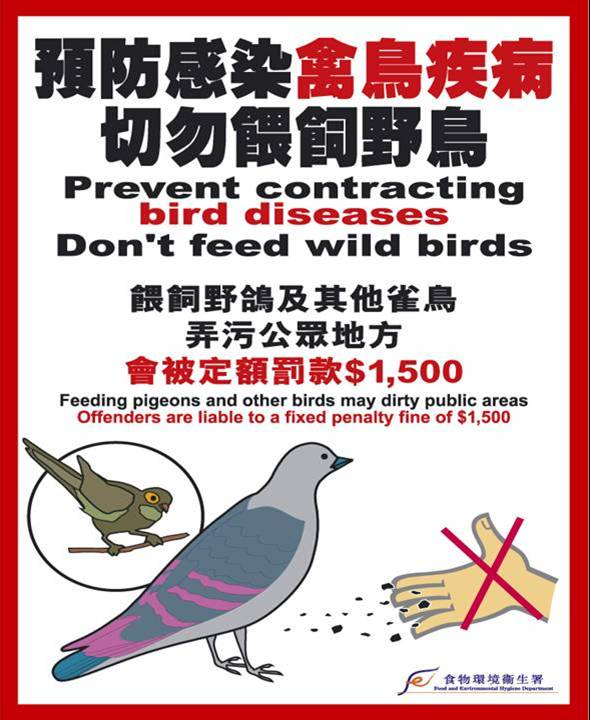 預防感染禽鳥疾病
切勿餵飼野鳥
Prevent contracting
bird diseases
Don't feed wild birds
餵飼野鴿及其他雀鳥
弄污公眾地方
會被定額罰款$1,500
Feeding pigeons and other birds may dirty public areas
Offenders are liable to a fixed penalty fine of $1,500
食物環境衞生署
Food and Environmental Hygiene Department